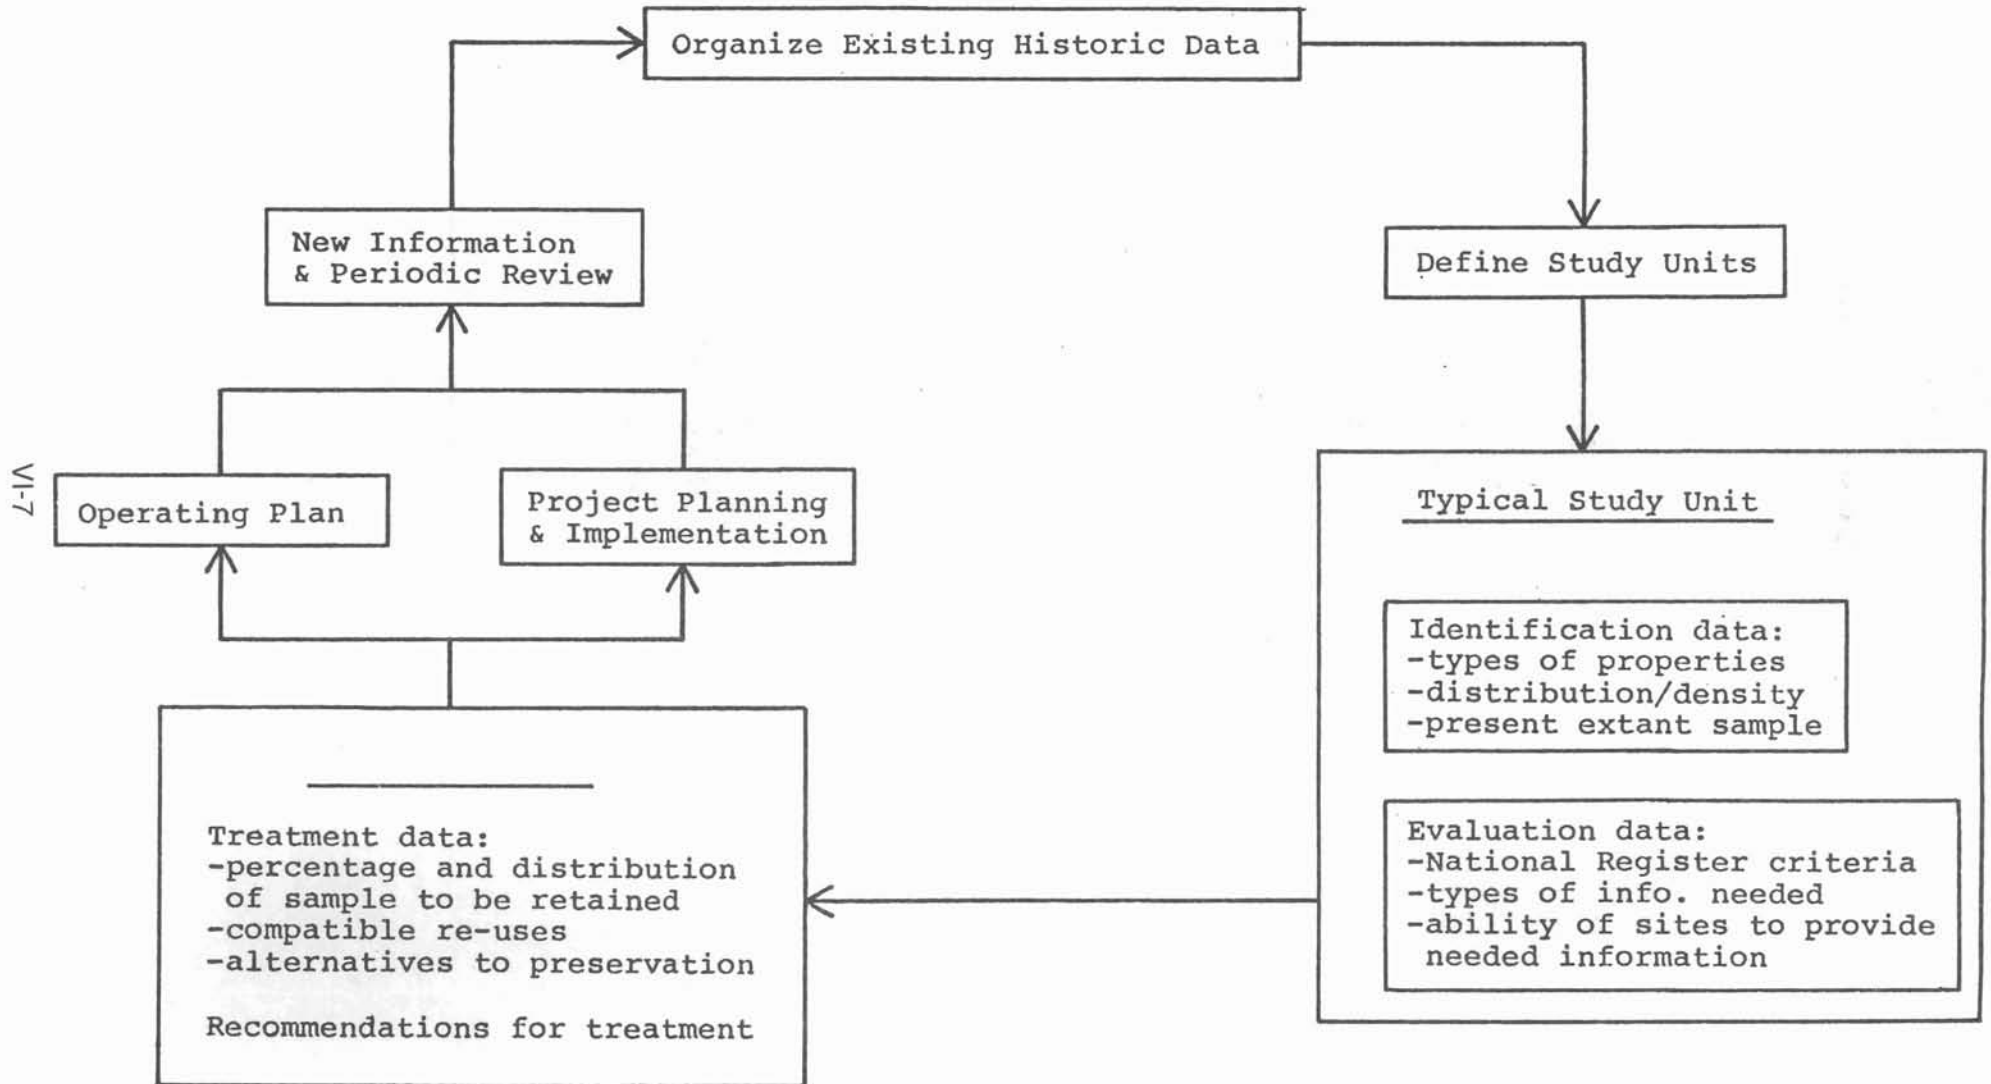 Organize Existing Historic Data
New Information
& Periodic Review
Define Study Units
Operating Plan
Project Planning
& Implementation
Typical Study Unit
Identification data:
-types of properties
-distribution/density
-present extant sample
Evaluation data:
-National Register criteria
-types of info. needed
-ability of sites to provide
needed information
Treatment data:
-percentage and distribution
of sample to be retained
-compatible re-uses
-alternatives to preservation
Recommendations for treatment
VI-7